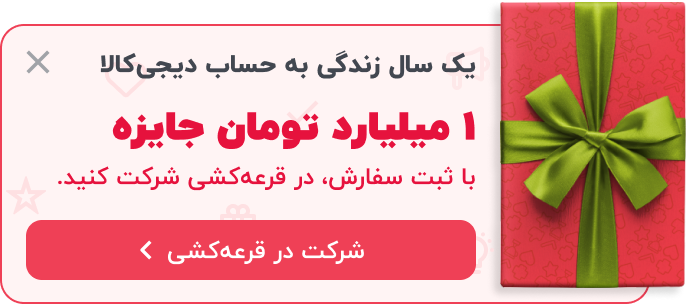 یک سال زندگی به حساب دیجی‌کالا
۱ میلیارد تومان جایزه
با ثبت سفارش، در قرعه‌کشی شرکت کنید.
شرکت در قرعه‌کشی